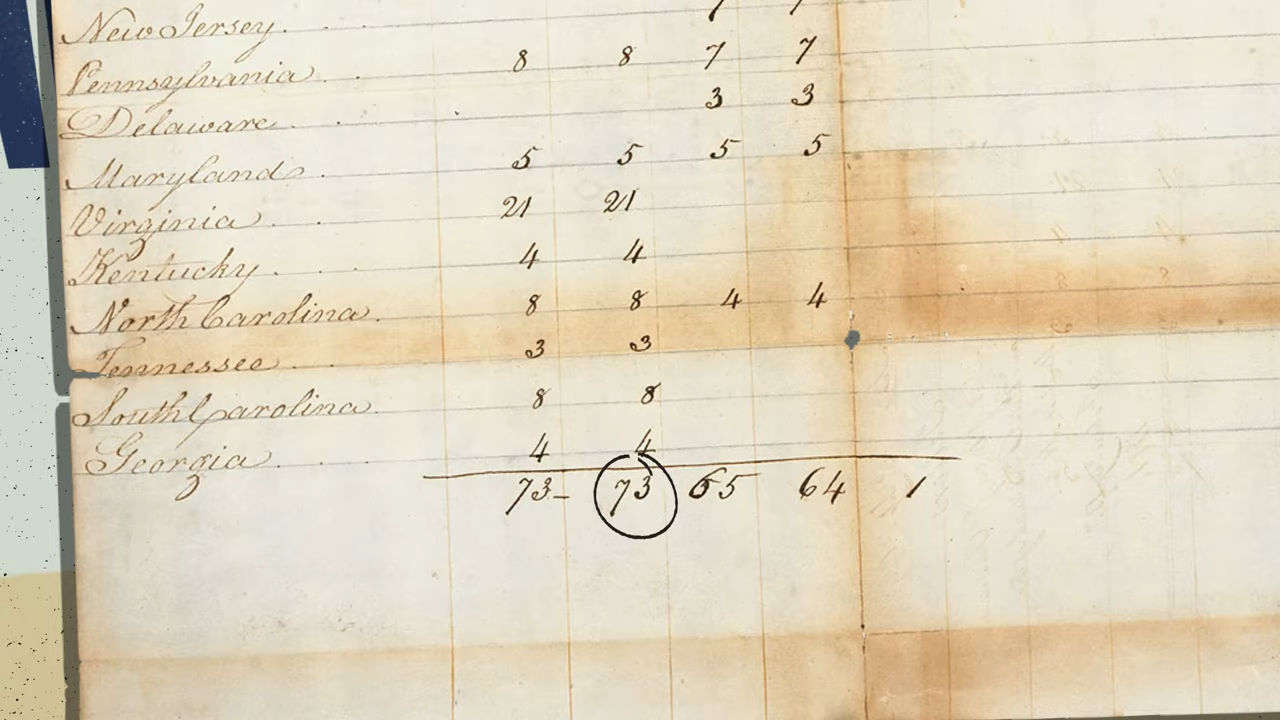 New Jersey. 7 7
Pennsylvania 8 8 7 7
Delaware 3 3
Maryland 5 5 5 5
Virginia 21 21
Kentucky 4 4
North Carolina 8 8 4 4
Tennessee 3 3
South Carolina 8 8
Georgia 4 4
73– 73 65 64 1